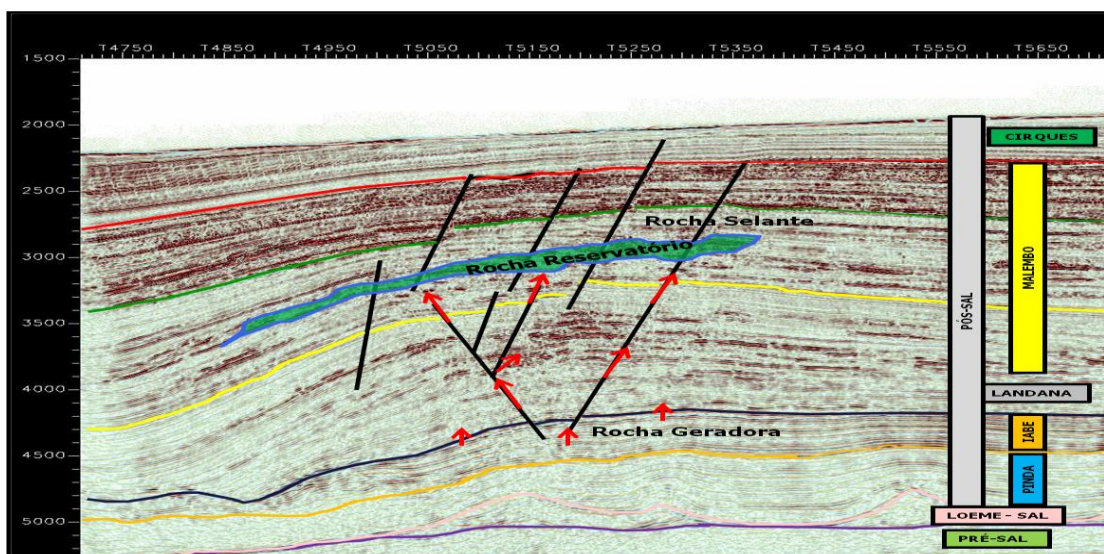 T4750 T4850 T4950 T5050 T5150 T5250 T5350 T5450 T5550 T5650
1500
2000
2500
3000
3500
4000
4500
5000
CIRQUES
Rocha Selante
Rocha Reservatório
MALEMBO
PÓS-SAL
LANDANA
Rocha Geradora
IABE
PINDA
LOEME - SAL
PRÉ-SAL